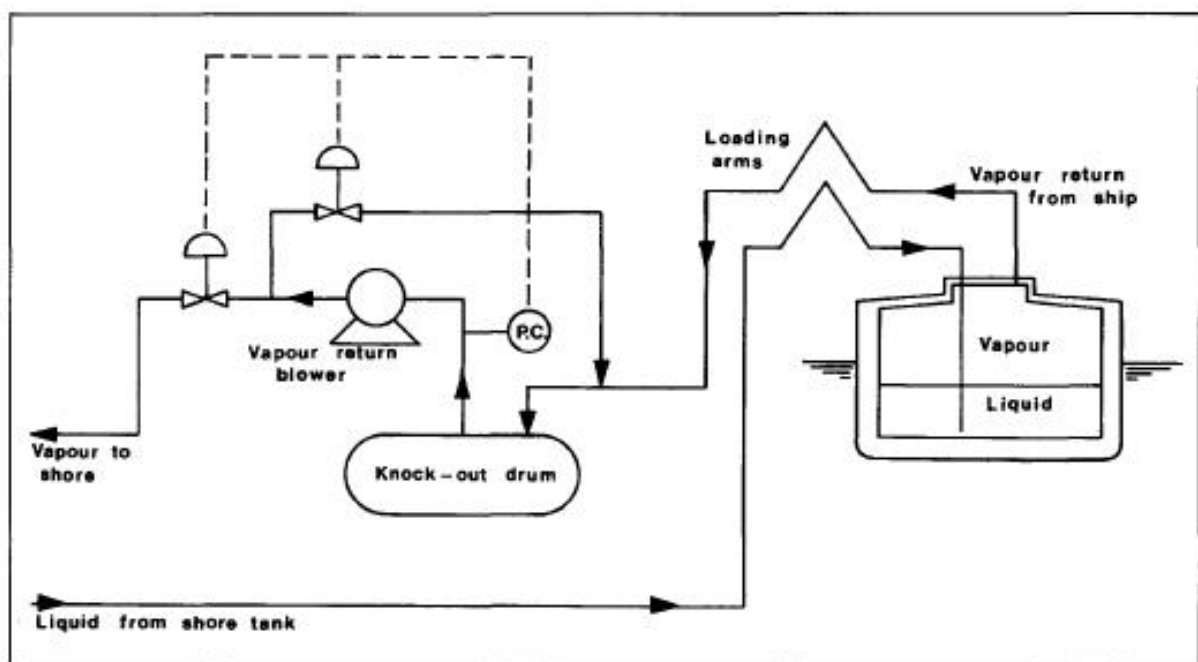 Loading
arms
Vapour return
from ship
P.C.
Vapour return
blower
Vapour
Liquid
Vapour to
shore
Knock-out drum
Liquid from shore tank